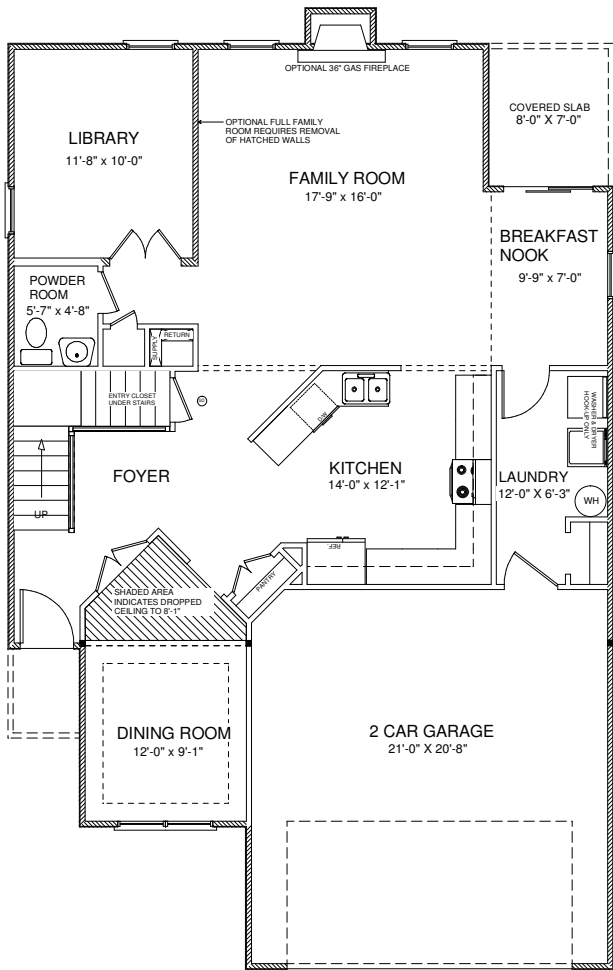 OPTIONAL 36" GAS FIREPLACE
COVERED SLAB
8'-0" X 7'-0"
LIBRARY
11'-8" x 10'-0"
OPTIONAL FULL FAMILY
ROOM REQUIRES REMOVAL
OF HATCHED WALLS
FAMILY ROOM
17'-9" x 16'-0"
BREAKFAST
NOOK
9'-9" x 7'-0"
POWDER
ROOM
5'-7" x 4'-8"
SUPPLY
RETURN
ENTRY CLOSET
UNDER STAIRS
SD
D.W.
WASHER & DRYER
HOOK-UP ONLY
FOYER
KITCHEN
14'-0" x 12'-1"
LAUNDRY
12'-0" X 6'-3"
WH
UP
REF.
PANTRY
SHADED AREA
INDICATES DROPPED
CEILING TO 8'-1"
DINING ROOM
12'-0" x 9'-1"
2 CAR GARAGE
21'-0" X 20'-8"